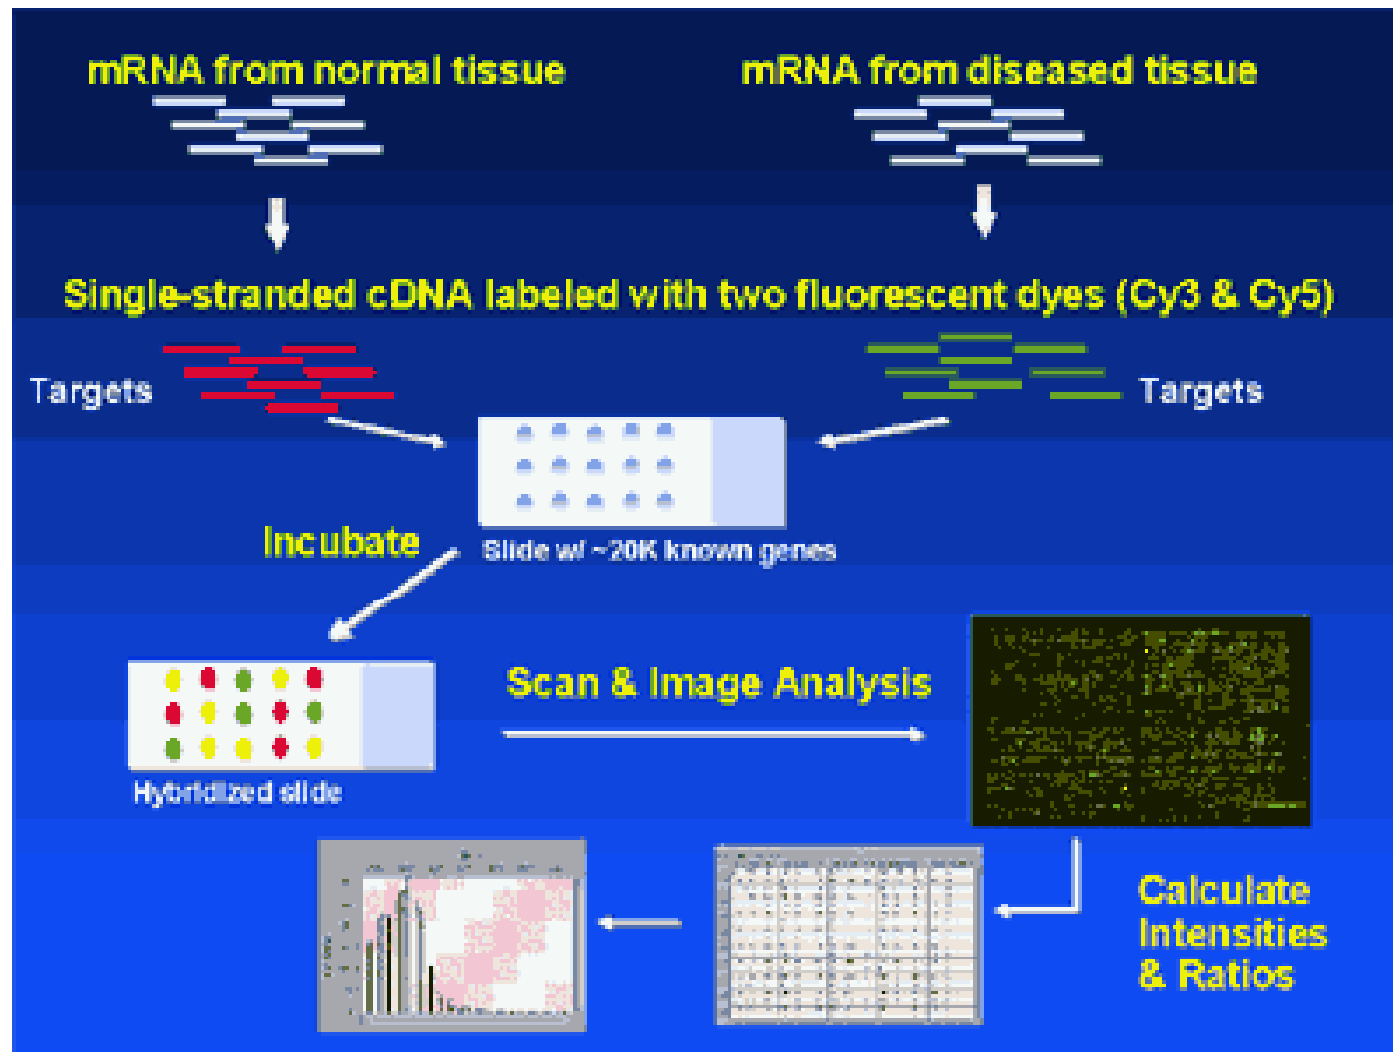 mRNA from normal tissue
mRNA from diseased tissue
Single-stranded cDNA labeled with two fluorescent dyes (Cy3 & Cy5)
Targets
Targets
Incubate
Slide w/ ~20K known genes
Scan & Image Analysis
Hybridized slide
Calculate
Intensities
& Ratios